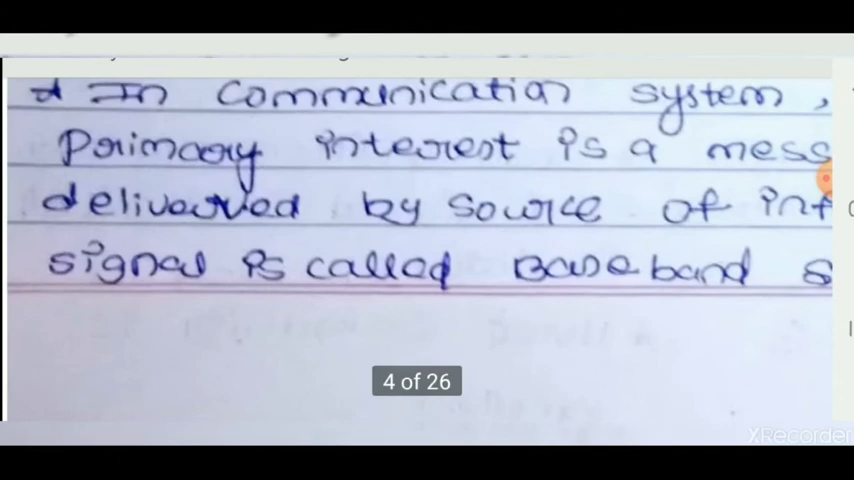 In communication system,
Primary interest is a mess
delivered by source of inf
signal is called Baseband s
4 of 26
XRecorder